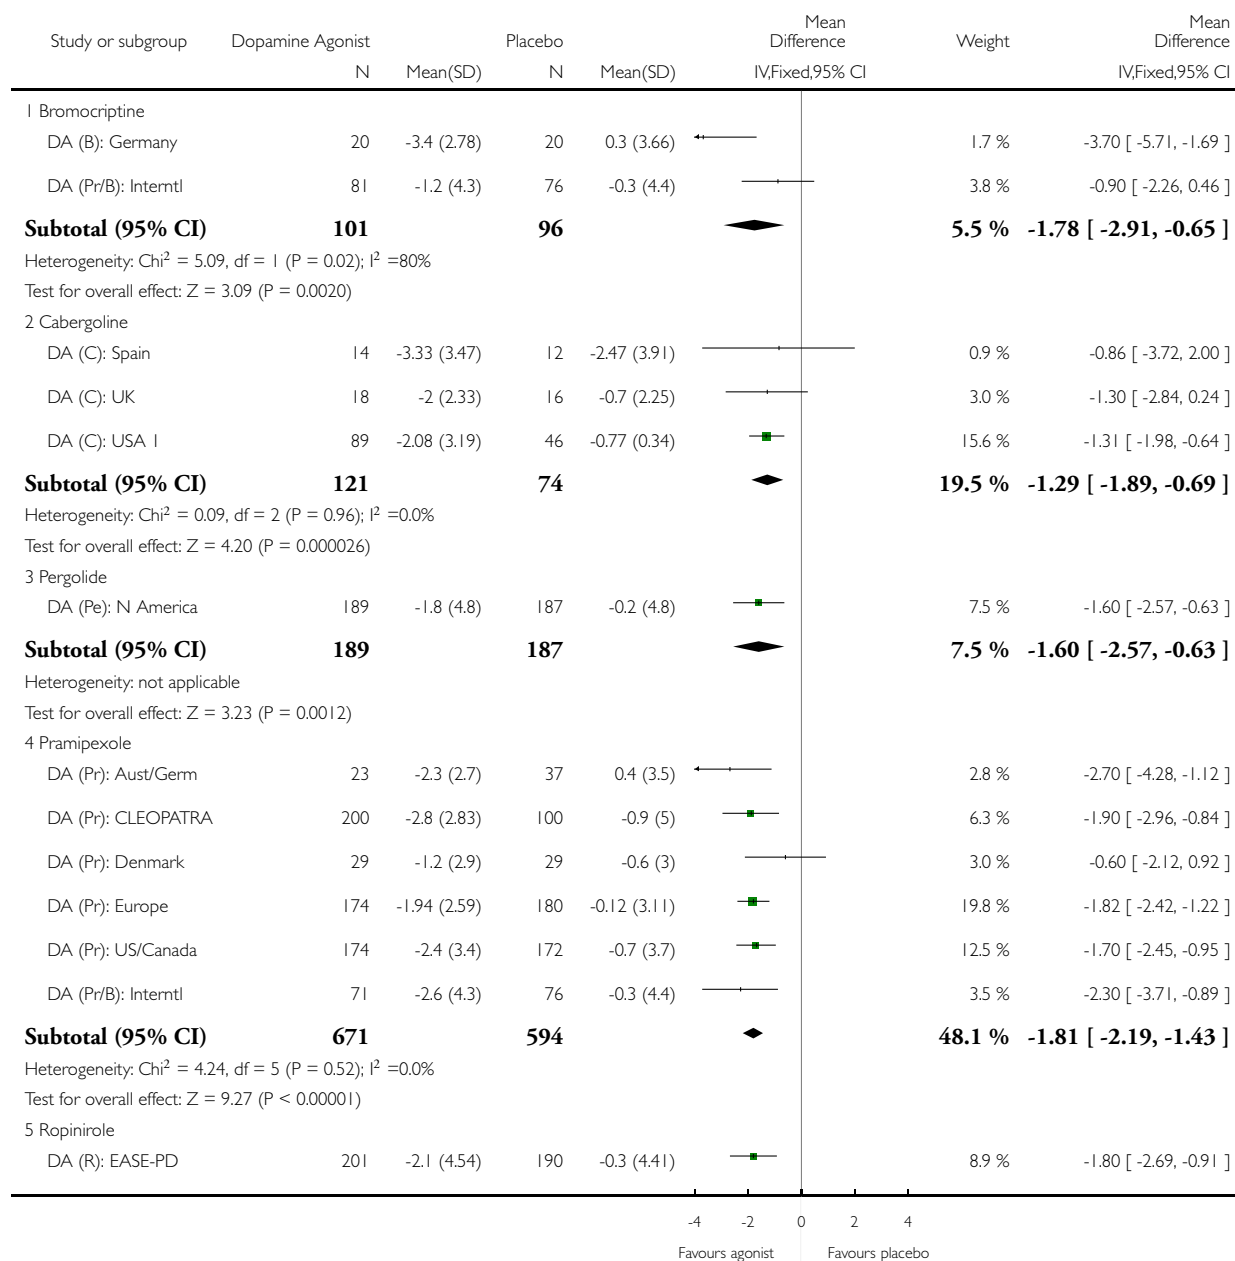 Mean Mean
Study or subgroup Dopamine Agonist Placebo Difference Weight Difference
N Mean(SD) N Mean(SD) IV,Fixed,95% CI IV,Fixed,95% CI
1 Bromocriptine
DA (B): Germany 20 -3.4 (2.78) 20 0.3 (3.66) 1.7 % -3.70 [ -5.71, -1.69 ]
DA (Pr/B): Interntl 81 -1.2 (4.3) 76 -0.3 (4.4) 3.8 % -0.90 [ -2.26, 0.46 ]
Subtotal (95% CI) 101 96 5.5 % -1.78 [ -2.91, -0.65 ]
Heterogeneity: Chi² = 5.09, df = 1 (P = 0.02); I² =80%
Test for overall effect: Z = 3.09 (P = 0.0020)
2 Cabergoline
DA (C): Spain 14 -3.33 (3.47) 12 -2.47 (3.91) 0.9 % -0.86 [ -3.72, 2.00 ]
DA (C): UK 18 -2 (2.33) 16 -0.7 (2.25) 3.0 % -1.30 [ -2.84, 0.24 ]
DA (C): USA 1 89 -2.08 (3.19) 46 -0.77 (0.34) 15.6 % -1.31 [ -1.98, -0.64 ]
Subtotal (95% CI) 121 74 19.5 % -1.29 [ -1.89, -0.69 ]
Heterogeneity: Chi² = 0.09, df = 2 (P = 0.96); I² =0.0%
Test for overall effect: Z = 4.20 (P = 0.000026)
3 Pergolide
DA (Pe): N America 189 -1.8 (4.8) 187 -0.2 (4.8) 7.5 % -1.60 [ -2.57, -0.63 ]
Subtotal (95% CI) 189 187 7.5 % -1.60 [ -2.57, -0.63 ]
Heterogeneity: not applicable
Test for overall effect: Z = 3.23 (P = 0.0012)
4 Pramipexole
DA (Pr): Aust/Germ 23 -2.3 (2.7) 37 0.4 (3.5) 2.8 % -2.70 [ -4.28, -1.12 ]
DA (Pr): CLEOPATRA 200 -2.8 (2.83) 100 -0.9 (5) 6.3 % -1.90 [ -2.96, -0.84 ]
DA (Pr): Denmark 29 -1.2 (2.9) 29 -0.6 (3) 3.0 % -0.60 [ -2.12, 0.92 ]
DA (Pr): Europe 174 -1.94 (2.59) 180 -0.12 (3.11) 19.8 % -1.82 [ -2.42, -1.22 ]
DA (Pr): US/Canada 174 -2.4 (3.4) 172 -0.7 (3.7) 12.5 % -1.70 [ -2.45, -0.95 ]
DA (Pr/B): Interntl 71 -2.6 (4.3) 76 -0.3 (4.4) 3.5 % -2.30 [ -3.71, -0.89 ]
Subtotal (95% CI) 671 594 48.1 % -1.81 [ -2.19, -1.43 ]
Heterogeneity: Chi² = 4.24, df = 5 (P = 0.52); I² =0.0%
Test for overall effect: Z = 9.27 (P < 0.00001)
5 Ropinirole
DA (R): EASE-PD 201 -2.1 (4.54) 190 -0.3 (4.41) 8.9 % -1.80 [ -2.69, -0.91 ]
-4 -2 0 2 4
Favours agonist Favours placebo